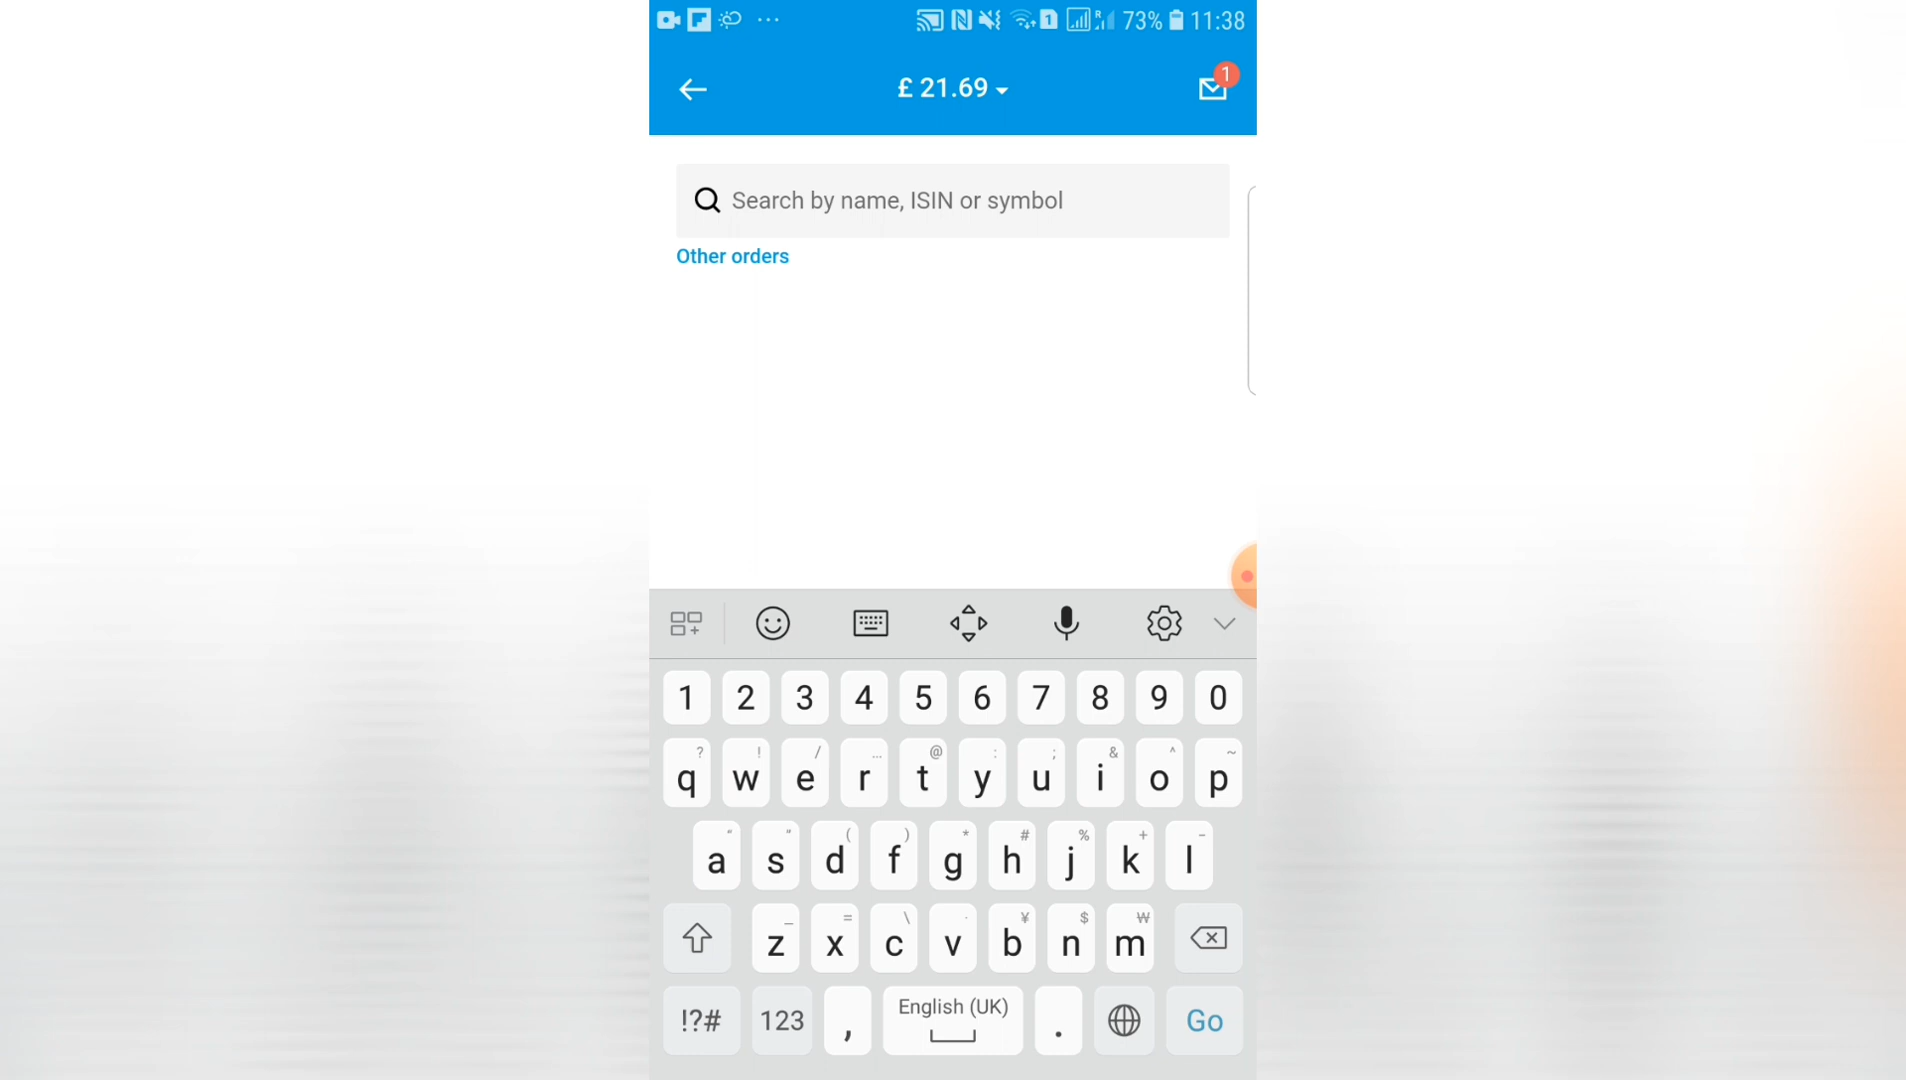 1 R 73% 11:38
£ 21.69
1
Search by name, ISIN or symbol
Other orders
1 2 3 4 5 6 7 8 9 0
? ! / ... @ : ; & ^ ~
q w e r t y u i o p
" " ( ) * # % + -
a s d f g h j k l
_ = \ · ¥ $ ₩
z x c v b n m
!?# 123 , English (UK) . Go